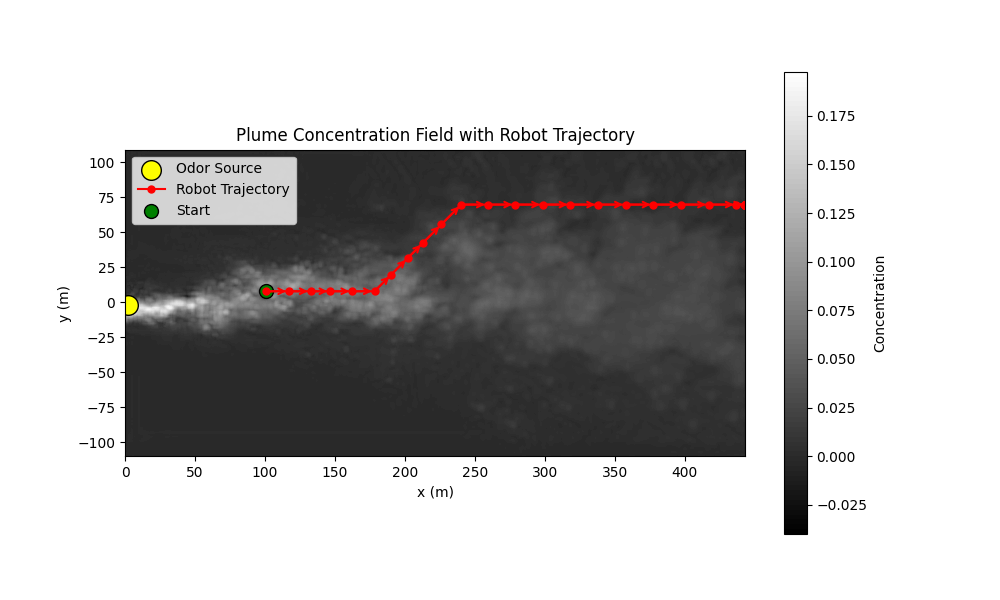 Plume Concentration Field with Robot Trajectory
Odor Source
Robot Trajectory
Start
100
75
50
25
0
−25
−50
−75
−100
y (m)
0 50 100 150 200 250 300 350 400
x (m)
0.175
0.150
0.125
0.100
0.075
0.050
0.025
0.000
−0.025
Concentration